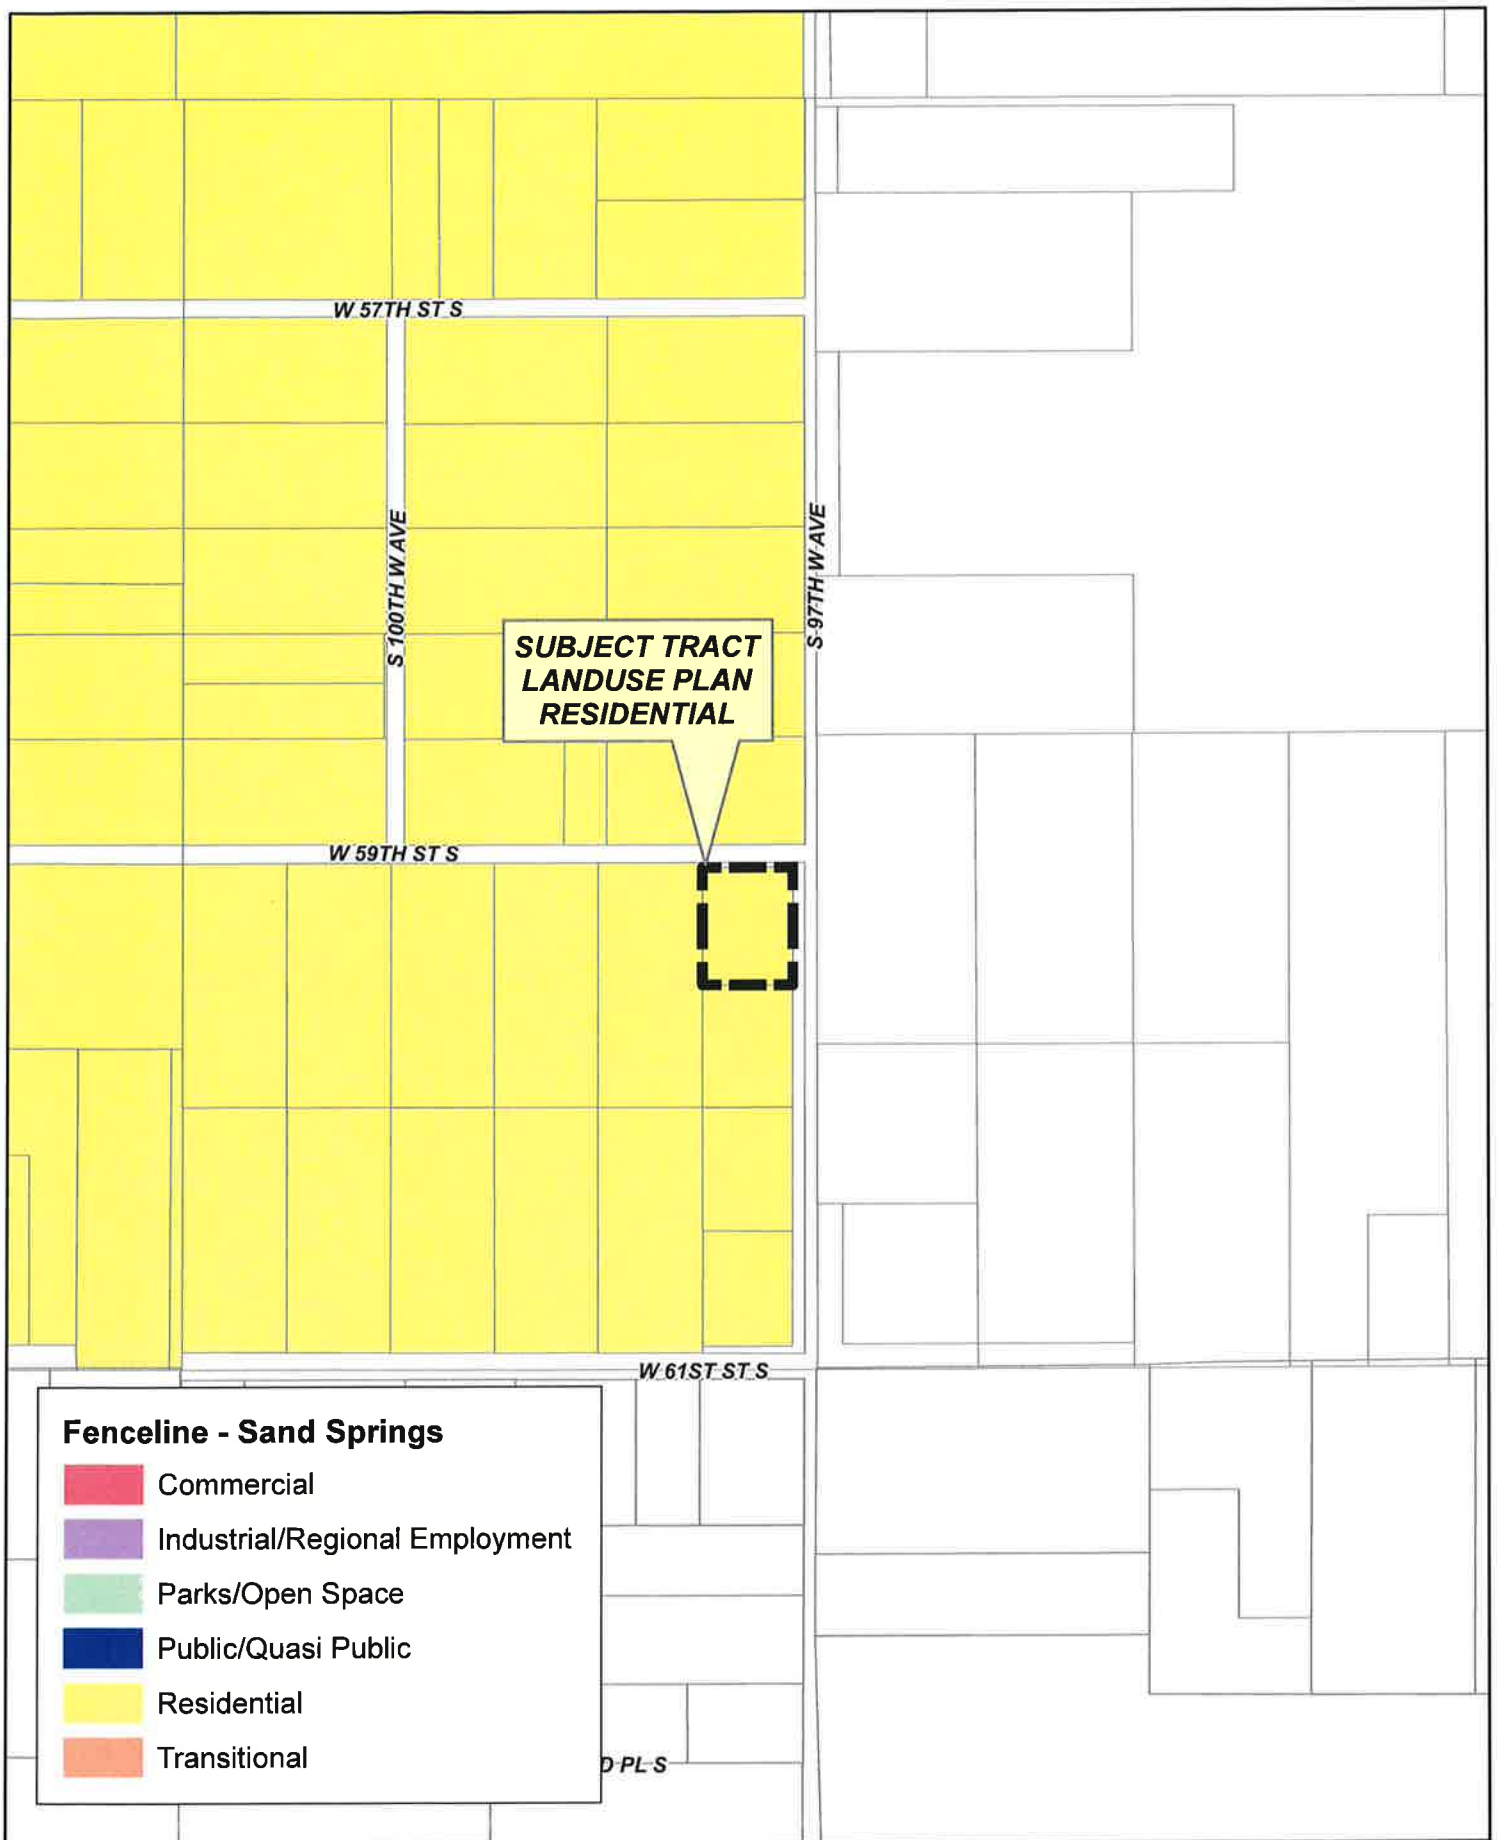 W 57TH ST S
S 100TH W AVE
S 97TH W AVE
SUBJECT TRACT
LANDUSE PLAN
RESIDENTIAL
W 59TH ST S
W 61ST ST S
Fenceline - Sand Springs
Commercial
Industrial/Regional Employment
Parks/Open Space
Public/Quasi Public
Residential
Transitional
D PL S